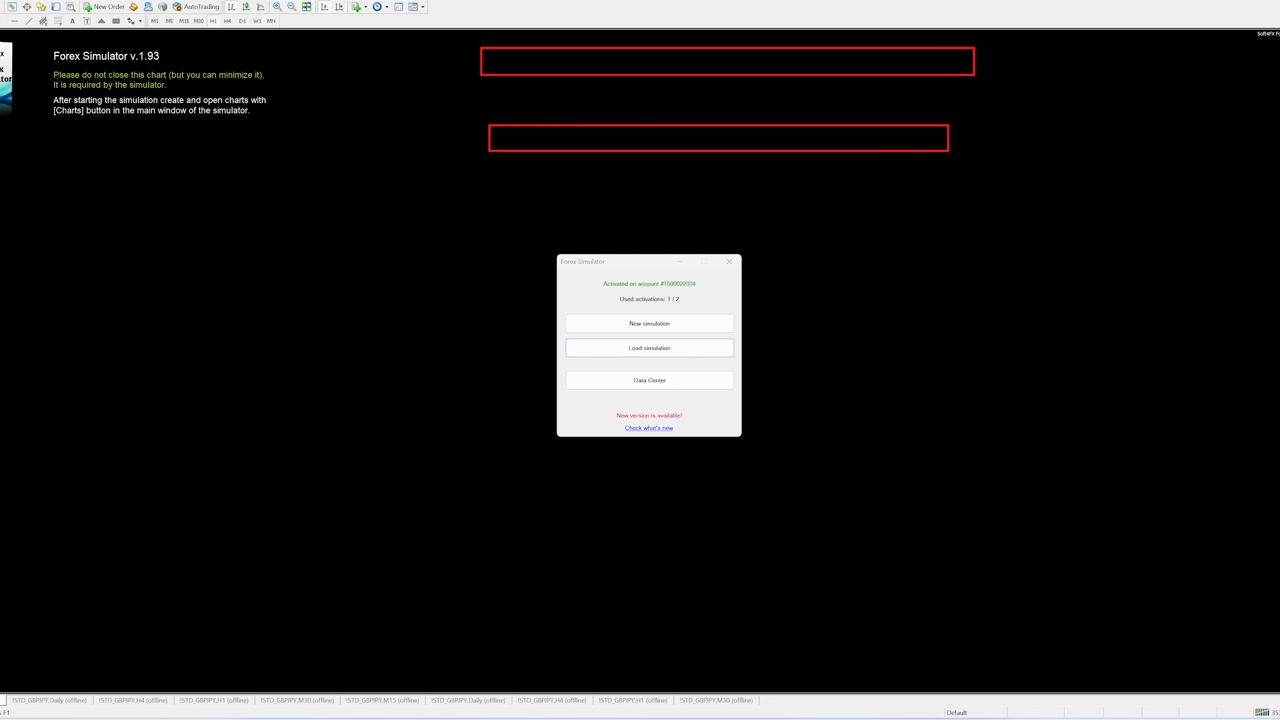 New Order
AutoTrading
M1 M5 M15 M30 H1 H4 D1 W1 MN
Forex Simulator v.1.93
Please do not close this chart (but you can minimize it).
It is required by the simulator.
After starting the simulation create and open charts with
[Charts] button in the main window of the simulator.
Forex Simulator
Activated on account #1500022334
Used activations: 1 / 2
New simulation
Load simulation
Data Center
New version is available!
Check what's new
!STD_GBPJPY,Daily (offline) !STD_GBPJPY,H4 (offline) !STD_GBPJPY,H1 (offline) !STD_GBPJPY,M30 (offline) !STD_GBPJPY,M15 (offline) !STD_GBPJPY,Daily (offline) !STD_GBPJPY,H4 (offline) !STD_GBPJPY,H1 (offline) !STD_GBPJPY,M30 (offline)
F1
Default